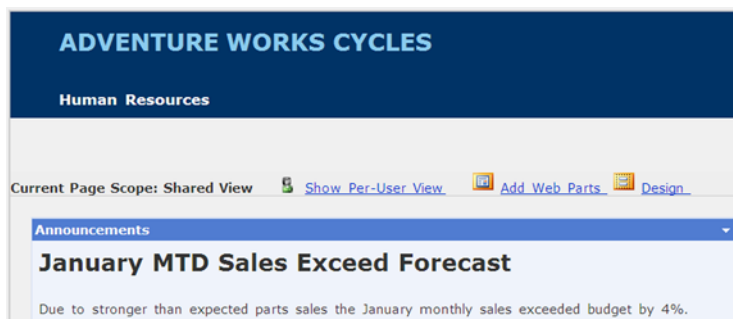 ADVENTURE WORKS CYCLES
Human Resources
Current Page Scope: Shared View Show Per-User View Add Web Parts Design
Announcements
January MTD Sales Exceed Forecast
Due to stronger than expected parts sales the January monthly sales exceeded budget by 4%.